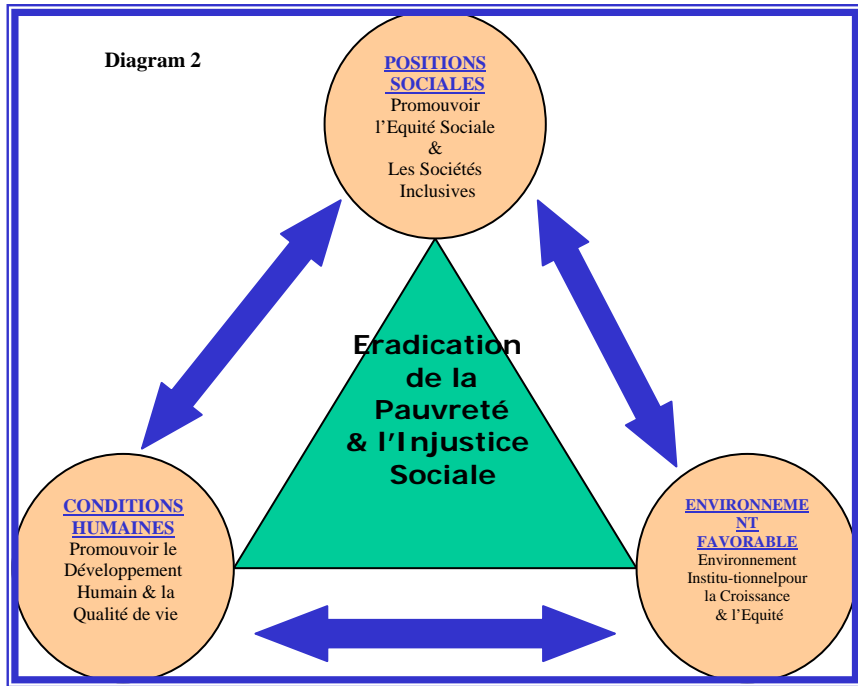 Diagram 2
POSITIONS
SOCIALES
Promouvoir
l’Equité Sociale
&
Les Sociétés
Inclusives
Eradication
de la
Pauvreté
& l’Injustice
Sociale
CONDITIONS
HUMAINES
Promouvoir le
Développement
Humain & la
Qualité de vie
ENVIRONNEME
NT
FAVORABLE
Environnement
Institu-tionnelpour
la Croissance
& l’Equité